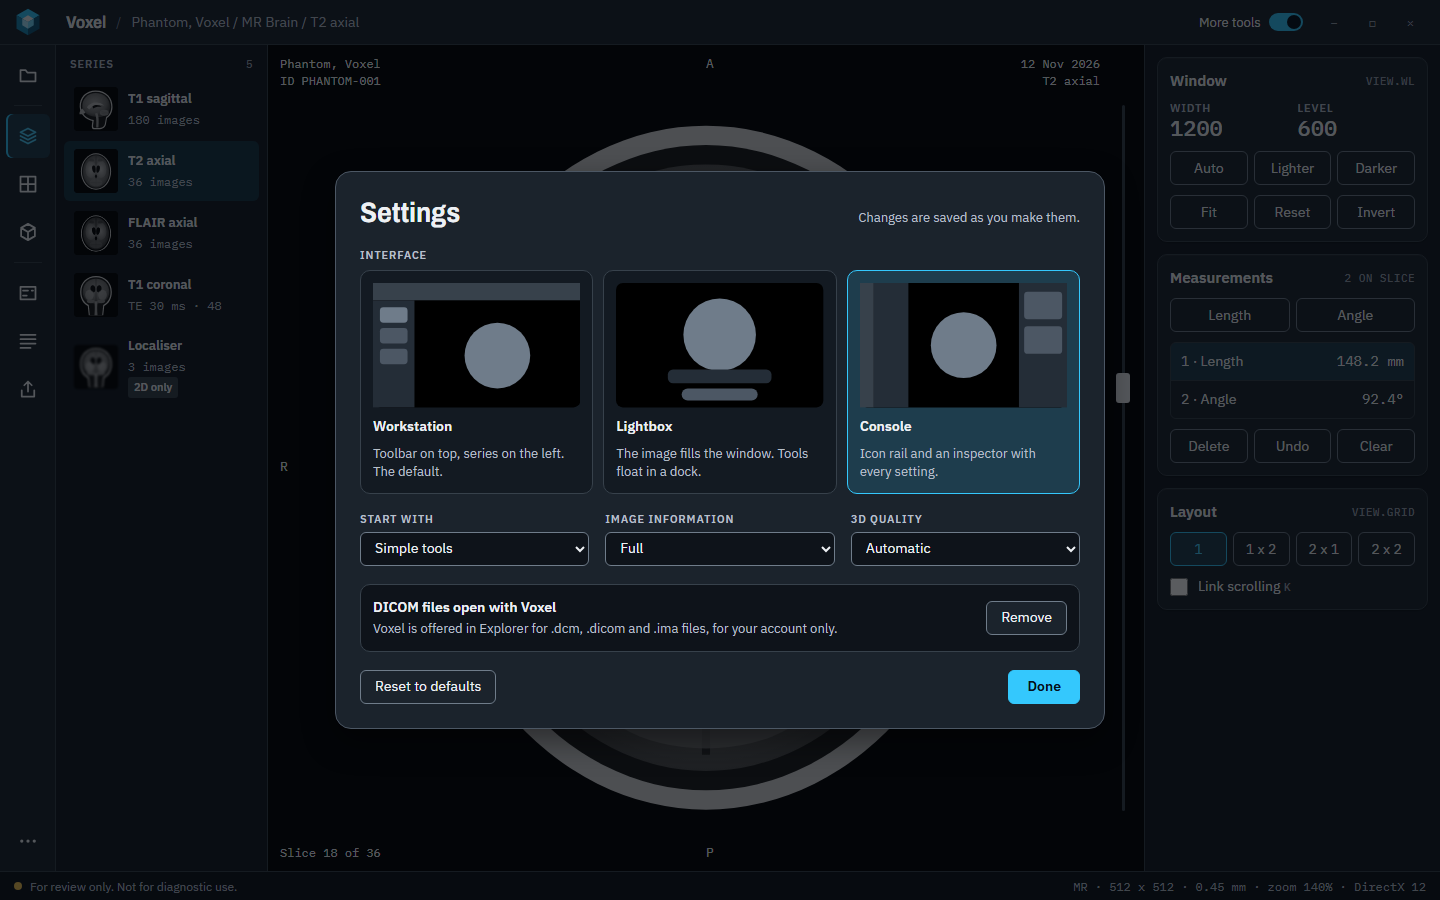 Voxel / Phantom, Voxel / MR Brain / T2 axial
More tools
SERIES 5
T1 sagittal
180 images
T2 axial
36 images
FLAIR axial
36 images
T1 coronal
TE 30 ms · 48
Localiser
3 images
2D only
Phantom, Voxel
ID PHANTOM-001
A
12 Nov 2026
T2 axial
R
Settings
Changes are saved as you make them.
INTERFACE
Workstation
Toolbar on top, series on the left.
The default.
Lightbox
The image fills the window. Tools
float in a dock.
Console
Icon rail and an inspector with
every setting.
START WITH
Simple tools
IMAGE INFORMATION
Full
3D QUALITY
Automatic
DICOM files open with Voxel
Voxel is offered in Explorer for .dcm, .dicom and .ima files, for your account only.
Remove
Reset to defaults
Done
Slice 18 of 36
P
Window VIEW.WL
WIDTH LEVEL
1200 600
Auto Lighter Darker
Fit Reset Invert
Measurements 2 ON SLICE
Length Angle
1 · Length 148.2 mm
2 · Angle 92.4°
Delete Undo Clear
Layout VIEW.GRID
1 1 x 2 2 x 1 2 x 2
Link scrolling K
For review only. Not for diagnostic use.
MR · 512 x 512 · 0.45 mm · zoom 140% · DirectX 12